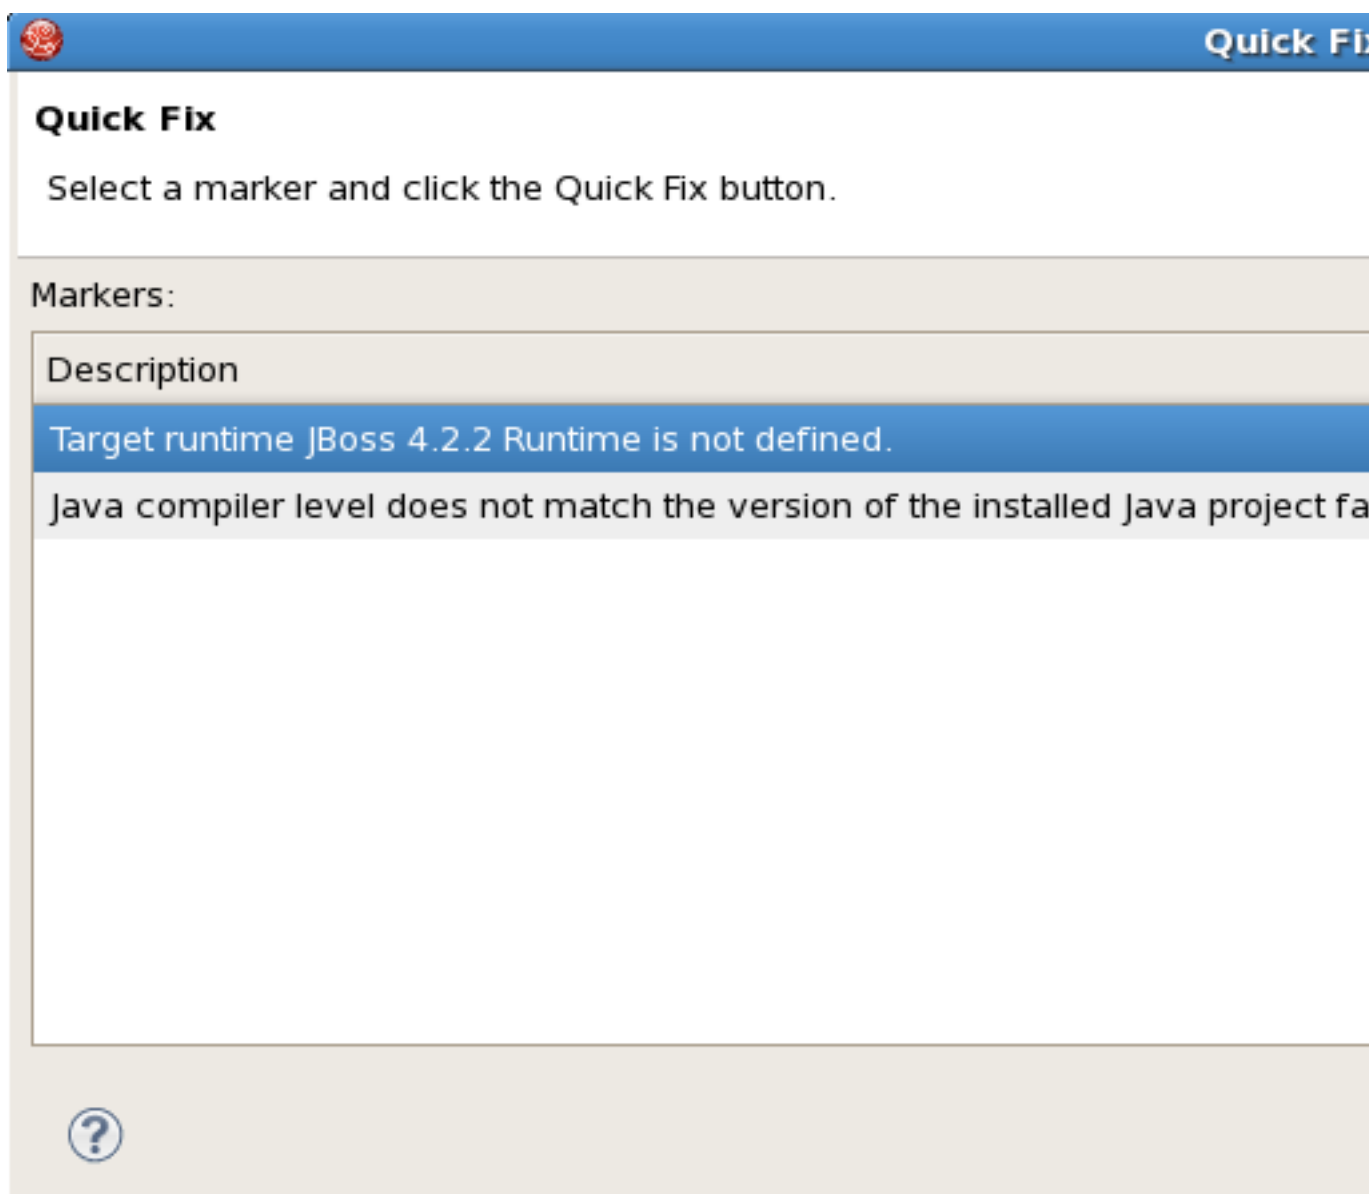 Quick Fix
Quick Fix
Select a marker and click the Quick Fix button.
Markers:
Description
Target runtime JBoss 4.2.2 Runtime is not defined.
Java compiler level does not match the version of the installed Java project fa
?